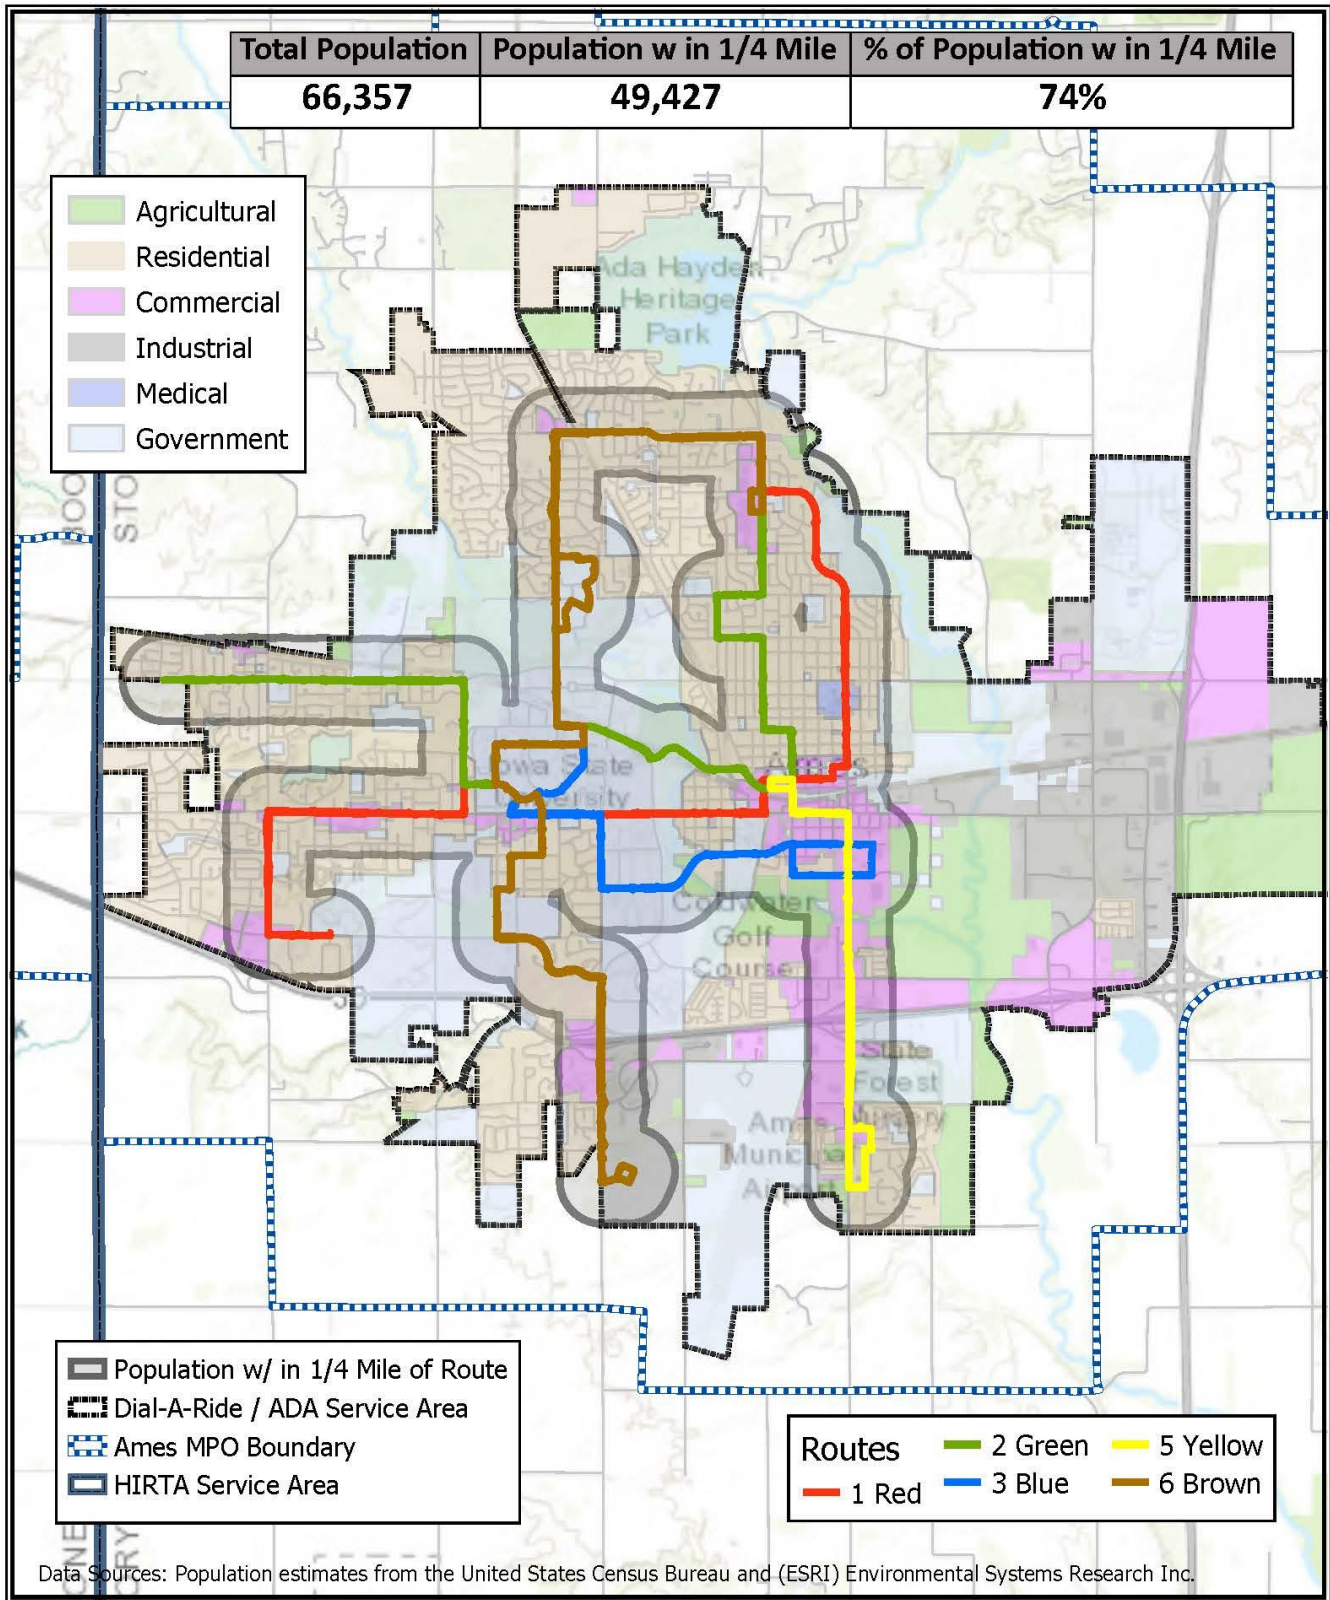 Total Population Population w in 1/4 Mile % of Population w in 1/4 Mile
66,357 49,427 74%
Agricultural
Residential
Commercial
Industrial
Medical
Government
Ada Hayden
Heritage
Park
STO
Iowa State
University
Ames
Coldwater
Golf
Course
30
State
Forest
Nursery
Ames
Municipal
Airport
Population w/ in 1/4 Mile of Route
Dial-A-Ride / ADA Service Area
Ames MPO Boundary
HIRTA Service Area
Routes
1 Red
2 Green
3 Blue
5 Yellow
6 Brown
Data Sources: Population estimates from the United States Census Bureau and (ESRI) Environmental Systems Research Inc.